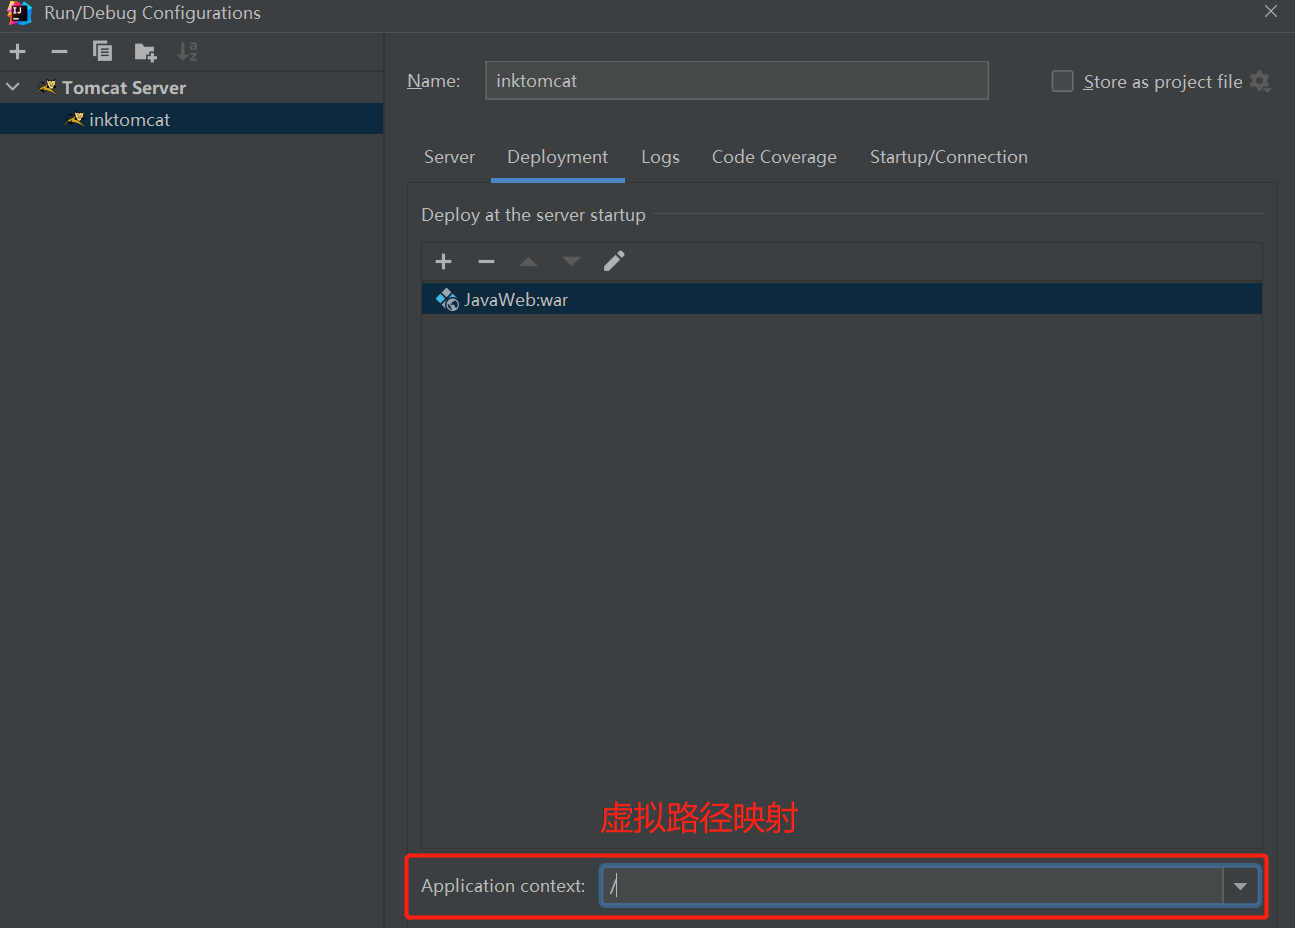 Run/Debug Configurations
Tomcat Server
inktomcat
Name: inktomcat
Store as project file
Server Deployment Logs Code Coverage Startup/Connection
Deploy at the server startup
JavaWeb:war
虚拟路径映射
Application context: /